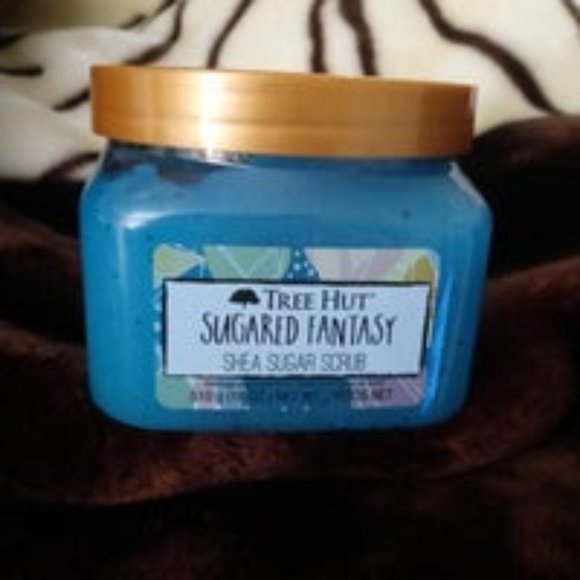 TREE HUT
SUGARED FANTASY
SHEA SUGAR SCRUB